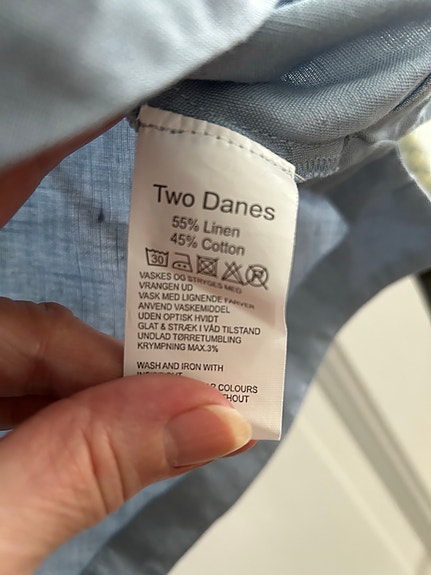 Two Danes
55% Linen
45% Cotton
30
VASKES OG STRYGES MED
VRANGEN UD
VASK MED LIGNENDE FARVER
ANVEND VASKEMIDDEL
UDEN OPTISK HVIDT
GLAT & STRÆK I VÅD TILSTAND
UNDLAD TØRRETUMBLING
KRYMPNING MAX.3%
WASH AND IRON WITH
COLOURS